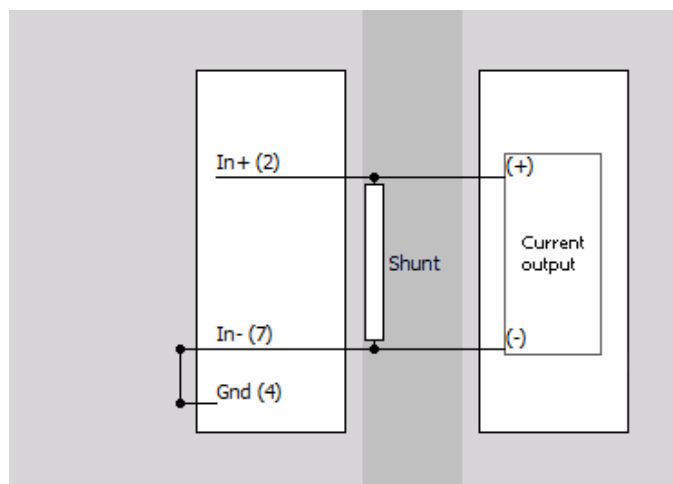 In+ (2)
(+)
Shunt
Current
output
In- (7)
(-)
Gnd (4)